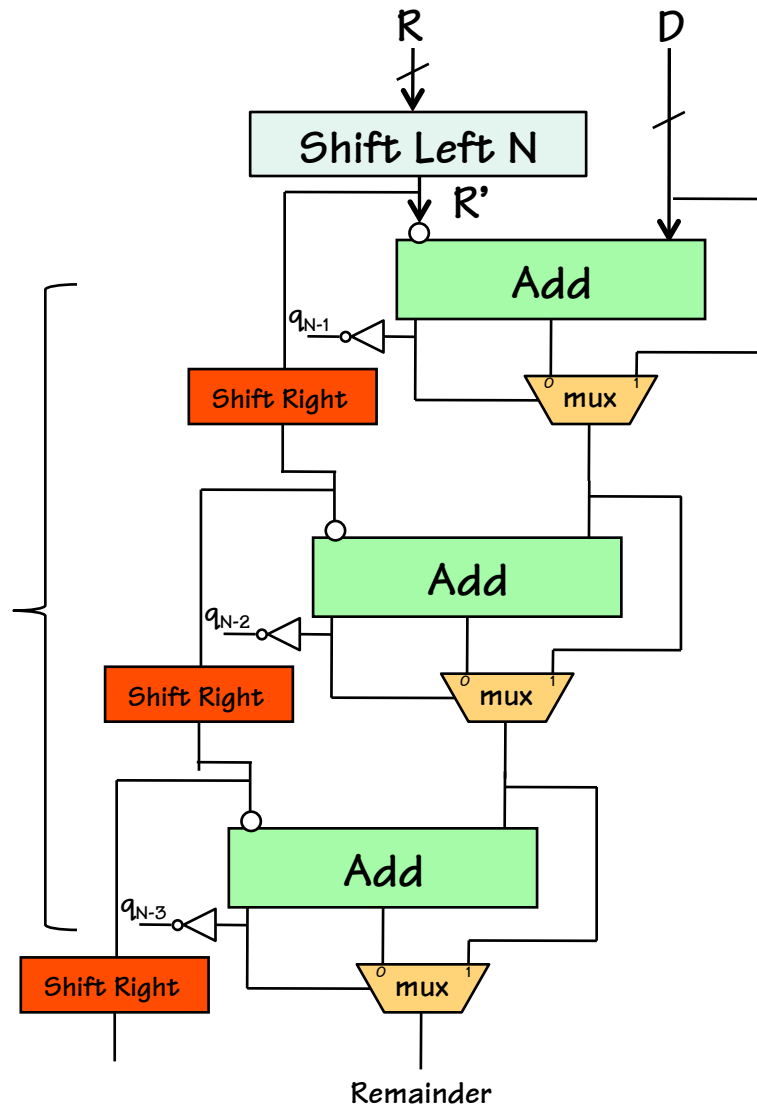 R D
Shift Left N
R’
Add
qN-1
0 1
mux
Shift Right
Add
qN-2
0 1
mux
Shift Right
Add
qN-3
0 1
mux
Shift Right
Remainder